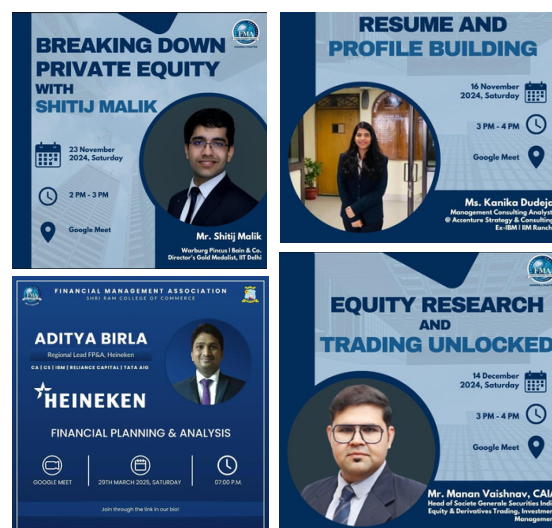 BREAKING DOWN
PRIVATE EQUITY
WITH
SHITIJ MALIK
FMA
23 November
2024, Saturday
2 PM - 3 PM
Google Meet
Mr. Shitij Malik
Warburg Pincus | Bain & Co.
Director's Gold Medalist, IIT Delhi
RESUME AND
PROFILE BUILDING
16 November
2024, Saturday
3 PM - 4 PM
Google Meet
Ms. Kanika Dudeja
Management Consulting Analyst
@ Accenture Strategy & Consulting
Ex-IBM | IIM Ranchi
FINANCIAL MANAGEMENT ASSOCIATION
SHRI RAM COLLEGE OF COMMERCE
ADITYA BIRLA
Regional Lead FP&A, Heineken
CA | CS | IBM | RELIANCE CAPITAL | TATA AIG
HEINEKEN
FINANCIAL PLANNING & ANALYSIS
GOOGLE MEET
29TH MARCH 2025, SATURDAY
07:00 P.M.
Join through the link in our bio!
FMA
EQUITY RESEARCH
AND
TRADING UNLOCKED
14 December
2024, Saturday
3 PM - 4 PM
Google Meet
Mr. Manan Vaishnav, CAIA
Head of Societe Generale Securities India
Equity & Derivatives Trading, Investment
Management